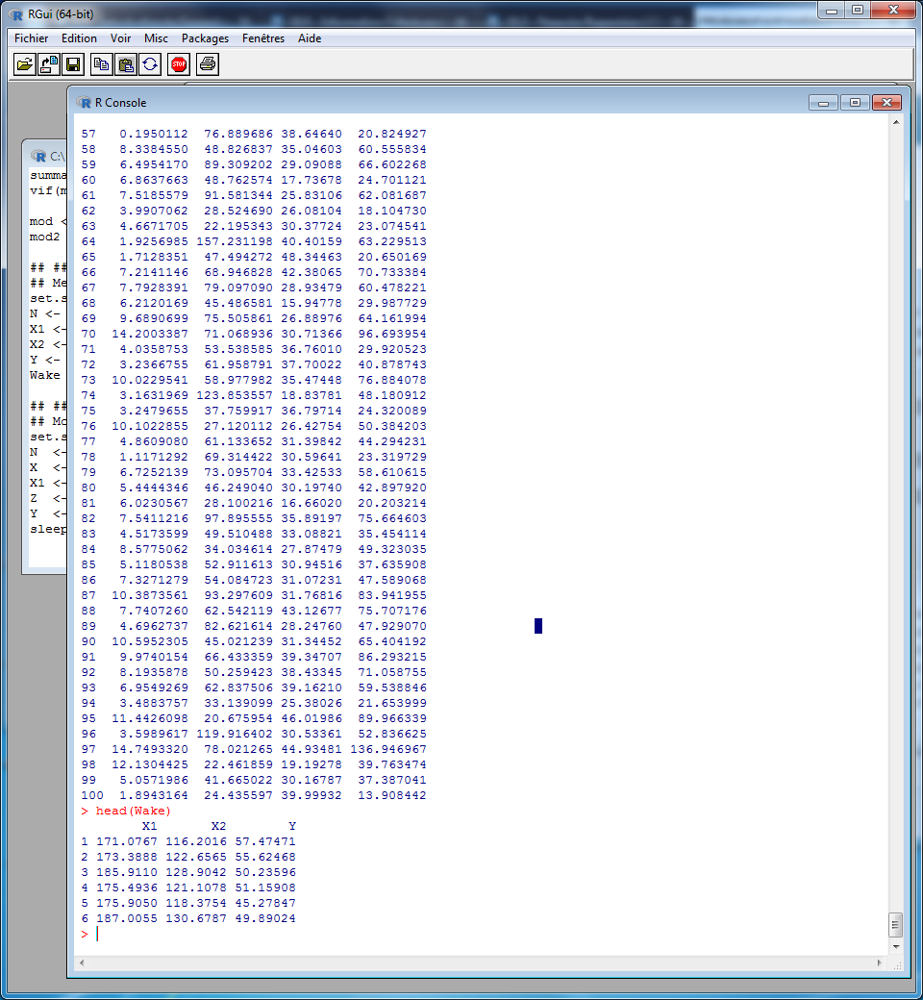 RGui (64-bit)
Fichier Edition Voir Misc Packages Fenêtres Aide
STOP
R Console
C:\
summa
vif(m
mod <
mod2
## ##
## Me
set.s
N <-
X1 <-
X2 <-
Y <-
Wake
## ##
## Mo
set.s
N <-
X <-
X1 <-
Z <-
Y <-
sleep
57 0.1950112 76.889686 38.64640 20.824927
58 8.3384550 48.826837 35.04603 60.555834
59 6.4954170 89.309202 29.09088 66.602268
60 6.8637663 48.762574 17.73678 24.701121
61 7.5185579 91.581344 25.83106 62.081687
62 3.9907062 28.524690 26.08104 18.104730
63 4.6671705 22.195343 30.37724 23.074541
64 1.9256985 157.231198 40.40159 63.229513
65 1.7128351 47.494272 48.34463 20.650169
66 7.2141146 68.946828 42.38065 70.733384
67 7.7928391 79.097090 28.93479 60.478221
68 6.2120169 45.486581 15.94778 29.987729
69 9.6890699 75.505861 26.88976 64.161994
70 14.2003387 71.068936 30.71366 96.693954
71 4.0358753 53.538585 36.76010 29.920523
72 3.2366755 61.958791 37.70022 40.878743
73 10.0229541 58.977982 35.47448 76.884078
74 3.1631969 123.853557 18.83781 48.180912
75 3.2479655 37.759917 36.79714 24.320089
76 10.1022855 27.120112 26.42754 50.384203
77 4.8609080 61.133652 31.39842 44.294231
78 1.1171292 69.314422 30.59641 23.319729
79 6.7252139 73.095704 33.42533 58.610615
80 5.4444346 46.249040 30.19740 42.897920
81 6.0230567 28.100216 16.66020 20.203214
82 7.5411216 97.895555 35.89197 75.664603
83 4.5173599 49.510488 33.08821 35.454114
84 8.5775062 34.034614 27.87479 49.323035
85 5.1180538 52.911613 30.94516 37.635908
86 7.3271279 54.084723 31.07231 47.589068
87 10.3873561 93.297609 31.76816 83.941955
88 7.7407260 62.542119 43.12677 75.707176
89 4.6962737 82.621614 28.24760 47.929070
90 10.5952305 45.021239 31.34452 65.404192
91 9.9740154 66.433359 39.34707 86.293215
92 8.1935878 50.259423 38.43345 71.058755
93 6.9549269 62.837506 39.16210 59.538846
94 3.4883757 33.139099 25.38026 21.653999
95 11.4426098 20.675954 46.01986 89.966339
96 3.5989617 119.916402 30.53361 52.836625
97 14.7493320 78.021265 44.93481 136.946967
98 12.1304425 22.461859 19.19278 39.763474
99 5.0571986 41.665022 30.16787 37.387041
100 1.8943164 24.435597 39.99932 13.908442
> head(Wake)
X1 X2 Y
1 171.0767 116.2016 57.47471
2 173.3888 122.6565 55.62468
3 185.9110 128.9042 50.23596
4 175.4936 121.1078 51.15908
5 175.9050 118.3754 45.27847
6 187.0055 130.6787 49.89024
>